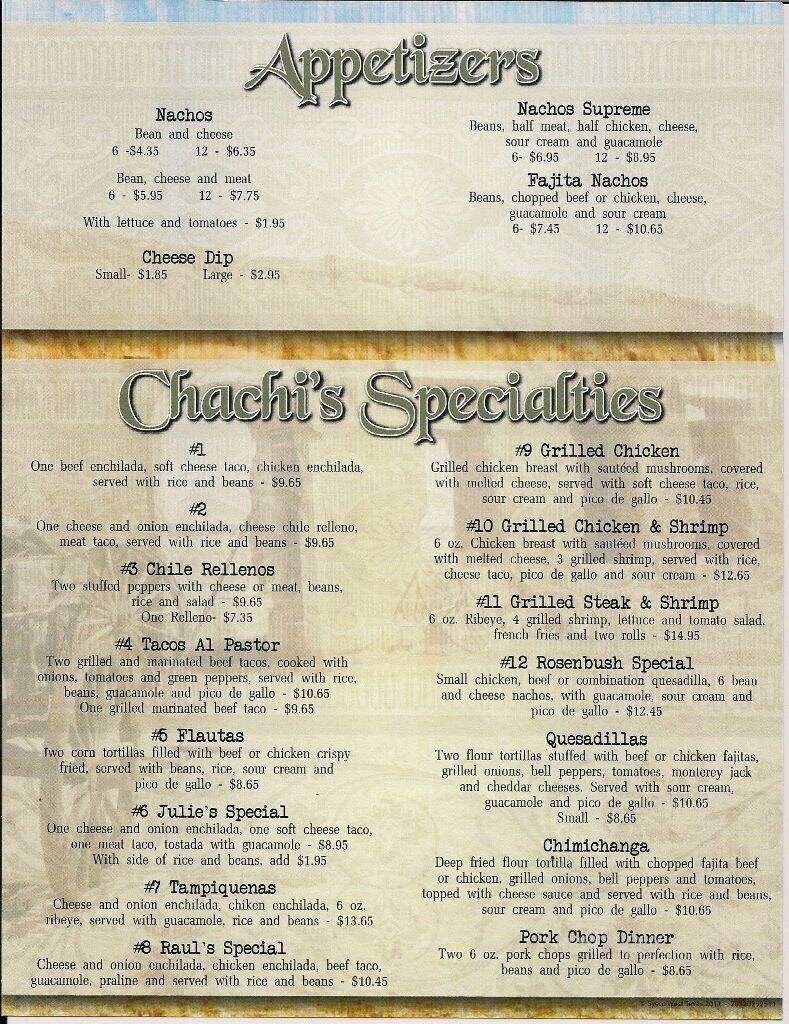 Appetizers
Nachos
Bean and cheese
6 -$4.35 12 - $6.35
Bean, cheese and meat
6 - $5.95 12 - $7.75
With lettuce and tomatoes - $1.95
Cheese Dip
Small- $1.85 Large - $2.95
Nachos Supreme
Beans, half meat, half chicken, cheese,
sour cream and guacamole
6- $6.95 12 - $8.95
Fajita Nachos
Beans, chopped beef or chicken, cheese,
guacamole and sour cream
6- $7.45 12 - $10.65
Chachi's Specialties
#1
One beef enchilada, soft cheese taco, chicken enchilada,
served with rice and beans - $9.65
#2
One cheese and onion enchilada, cheese chile relleno,
meat taco, served with rice and beans - $9.65
#3 Chile Rellenos
Two stuffed peppers with cheese or meat, beans,
rice and salad - $9.65
One Relleno- $7.35
#4 Tacos Al Pastor
Two grilled and marinated beef tacos, cooked with
onions, tomatoes and green peppers, served with rice,
beans, guacamole and pico de gallo - $10.65
One grilled marinated beef taco - $9.65
#5 Flautas
Two corn tortillas filled with beef or chicken crispy
fried, served with beans, rice, sour cream and
pico de gallo - $8.65
#6 Julie's Special
One cheese and onion enchilada, one soft cheese taco,
one meat taco, tostada with guacamole - $8.95
With side of rice and beans, add $1.95
#7 Tampiquenas
Cheese and onion enchilada, chiken enchilada, 6 oz.
ribeye, served with guacamole, rice and beans - $13.65
#8 Raul's Special
Cheese and onion enchilada, chicken enchilada, beef taco,
guacamole, praline and served with rice and beans - $10.45
#9 Grilled Chicken
Grilled chicken breast with sautéed mushrooms, covered
with melted cheese, served with soft cheese taco, rice,
sour cream and pico de gallo - $10.45
#10 Grilled Chicken & Shrimp
6 oz. Chicken breast with sautéed mushrooms, covered
with melted cheese, 3 grilled shrimp, served with rice,
cheese taco, pico de gallo and sour cream - $12.65
#11 Grilled Steak & Shrimp
6 oz. Ribeye, 4 grilled shrimp, lettuce and tomato salad,
french fries and two rolls - $14.95
#12 Rosenbush Special
Small chicken, beef or combination quesadilla, 6 bean
and cheese nachos, with guacamole, sour cream and
pico de gallo - $12.45
Quesadillas
Two flour tortillas stuffed with beef or chicken fajitas,
grilled onions, bell peppers, tomatoes, monterey jack
and cheddar cheeses. Served with sour cream,
guacamole and pico de gallo - $10.65
Small - $8.65
Chimichanga
Deep fried flour tortilla filled with chopped fajita beef
or chicken, grilled onions, bell peppers and tomatoes,
topped with cheese sauce and served with rice and beans,
sour cream and pico de gallo - $10.65
Pork Chop Dinner
Two 6 oz. pork chops grilled to perfection with rice,
beans and pico de gallo - $8.65